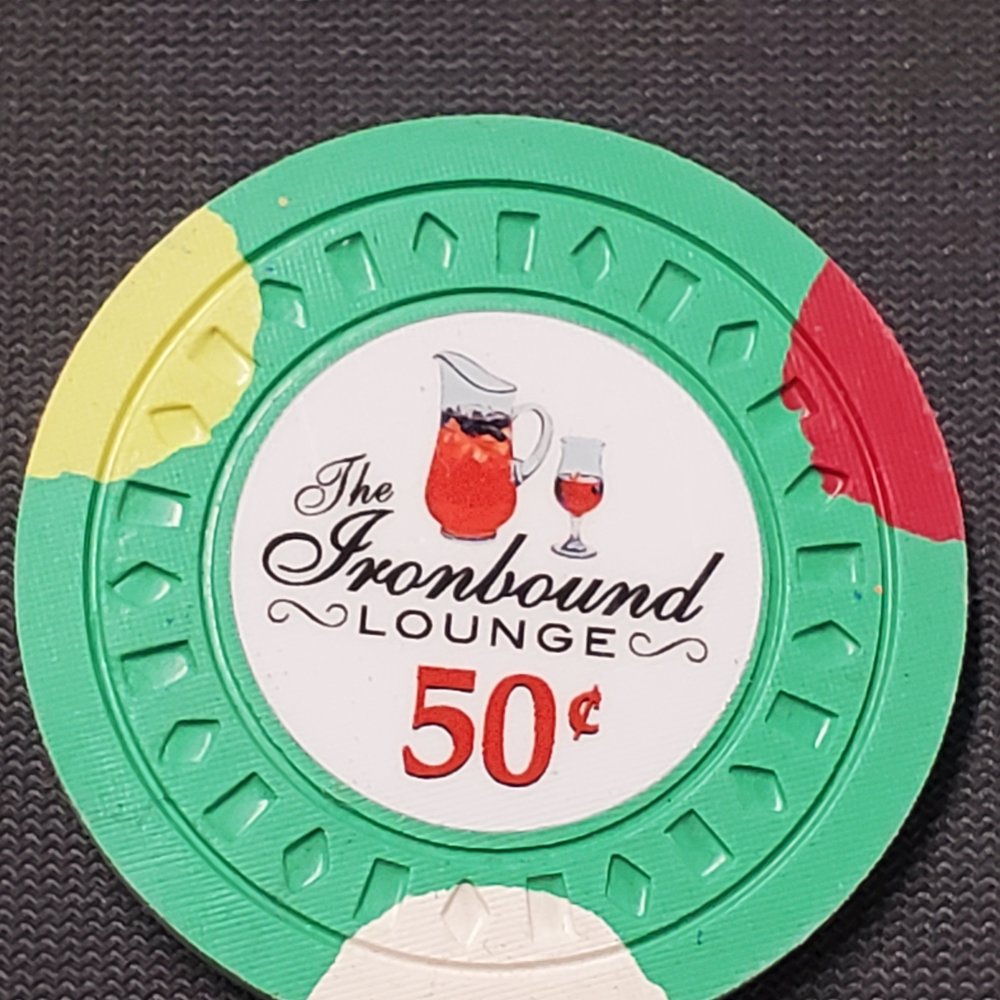 The
Ironbound
LOUNGE
50¢